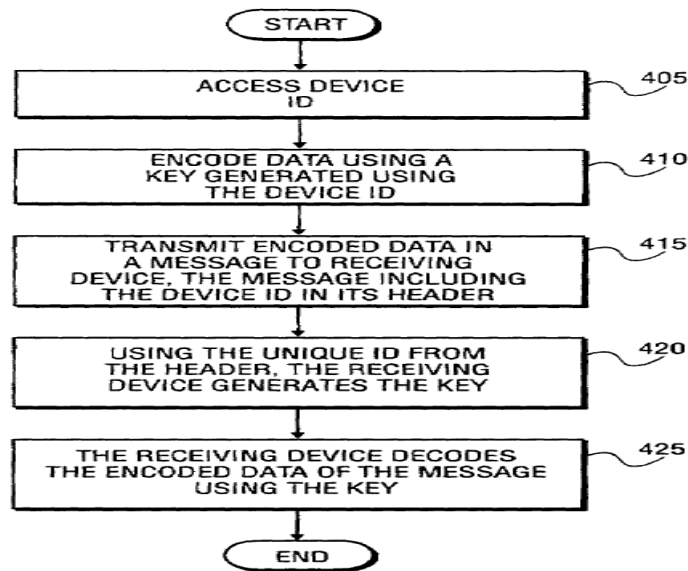 START
ACCESS DEVICE
ID
405
ENCODE DATA USING A
KEY GENERATED USING
THE DEVICE ID
410
TRANSMIT ENCODED DATA IN
A MESSAGE TO RECEIVING
DEVICE, THE MESSAGE INCLUDING
THE DEVICE ID IN ITS HEADER
415
USING THE UNIQUE ID FROM
THE HEADER, THE RECEIVING
DEVICE GENERATES THE KEY
420
THE RECEIVING DEVICE DECODES
THE ENCODED DATA OF THE MESSAGE
USING THE KEY
425
END